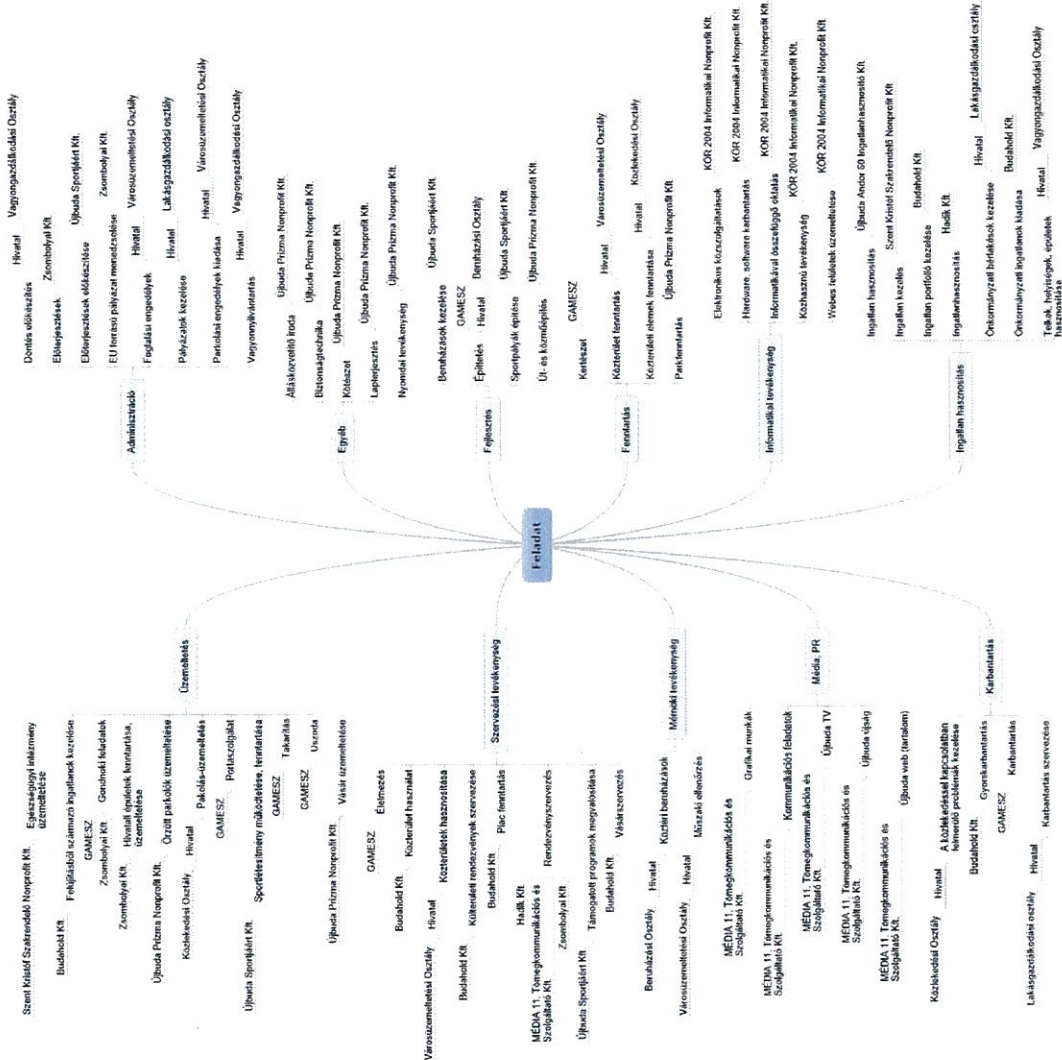 Feladat
Adminisztráció
Döntés előkészítés
Hivatal
Vagyongazdálkodási Osztály
Előterjesztések
Zsombolyai Kft.
Előterjesztések előkészítése
Újbuda Sportjáért Kft.
EU forrású pályázat menedzselése
Zsombolyai Kft.
Foglalási engedélyek
Hivatal
Városüzemeltetési Osztály
Pályázatok kezelése
Hivatal
Lakásgazdálkodási osztály
Parkolási engedélyek kiadása
Hivatal
Városüzemeltetési Osztály
Vagyonnyilvántartás
Hivatal
Vagyongazdálkodási Osztály
Egyéb
Állásközvetítő iroda
Újbuda Prizma Nonprofit Kft.
Biztonságtechnika
Újbuda Prizma Nonprofit Kft.
Kötészet
Újbuda Prizma Nonprofit Kft.
Lapterjesztés
Újbuda Prizma Nonprofit Kft.
Nyomdai tevékenység
Újbuda Prizma Nonprofit Kft.
Fejlesztés
Beruházások kezelése
Újbuda Sportjáért Kft.
Építtetés
GAMESZ
Hivatal
Beruházási Osztály
Sportpályák építése
Újbuda Sportjáért Kft.
Út- és közműépítés
Újbuda Prizma Nonprofit Kft.
Fenntartás
Kertészet
GAMESZ
Közterület fenntartás
Hivatal
Városüzemeltetési Osztály
Közterületi elemek fenntartása
Hivatal
Közlekedési Osztály
Parkfenntartás
Újbuda Prizma Nonprofit Kft.
Informatikai tevékenység
Elektronikus közszolgáltatások
KÖR 2004 Informatikai Nonprofit Kft.
Hardware, software karbantartás
KÖR 2004 Informatikai Nonprofit Kft.
Informatikával összefüggő oktatás
KÖR 2004 Informatikai Nonprofit Kft.
Közhasznú tevékenység
KÖR 2004 Informatikai Nonprofit Kft.
Webes felületek üzemeltetése
KÖR 2004 Informatikai Nonprofit Kft.
Ingatlan hasznosítás
Ingatlan hasznosítás
Újbuda Andor 60 Ingatlanhasznosító Kft.
Ingatlan kezelés
Szent Kristóf Szakrendelő Nonprofit Kft
Ingatlan portfolió kezelése
Budahold Kft.
Ingatlanhasznosítás
Hadik Kft.
Önkormányzati bérlakások kezelése
Hivatal
Lakásgazdálkodási osztály
Önkormányzati ingatlanok kiadása
Budahold Kft.
Telkek, helyiségek, épületek
hasznosítása
Hivatal
Vagyongazdálkodási Osztály
Üzemeltetés
Szent Kristóf Szakrendelő Nonprofit Kft.
Egészségügyi intézmény
üzemeltetése
Budahold Kft.
Felújításból származó ingatlanok kezelése
GAMESZ
Zsombolyai Kft.
Gondnoki feladatok
Zsombolyai Kft.
Hivatali épületek fenntartása,
üzemeltetése
Újbuda Prizma Nonprofit Kft.
Őrzött parkolók üzemeltetése
Közlekedési Osztály
Hivatal
Pakolás-üzemeltetés
GAMESZ
Portaszolgálat
Újbuda Sportjáért Kft.
Sportlétesítmény működtetése, fenntartása
GAMESZ
Takarítás
GAMESZ
Uszoda
Újbuda Prizma Nonprofit Kft.
Vásár üzemeltetése
Szervezési tevékenység
GAMESZ
Élelmezés
Budahold Kft.
Közterület használat
Városüzemeltetési Osztály
Hivatal
Közterületek hasznosítása
Budahold Kft.
Kültérületi rendezvények szervezése
Budahold Kft.
Piac fenntartás
Hadik Kft.
MÉDIA 11. Tömegkommunikációs és
Szolgáltató Kft.
Zsombolyai Kft.
Rendezvényszervezés
Újbuda Sportjáért Kft.
Támogatott programok megvalósítása
Budahold Kft.
Vásárszervezés
Mérnöki tevékenység
Beruházási Osztály
Hivatal
Köztéri beruházások
Városüzemeltetési Osztály
Hivatal
Műszaki ellenőrzés
Média, PR
MÉDIA 11. Tömegkommunikációs és
Szolgáltató Kft.
Grafikai munkák
MÉDIA 11. Tömegkommunikációs és
Szolgáltató Kft.
Kommunikációs feladatok
MÉDIA 11. Tömegkommunikációs és
Szolgáltató Kft.
Újbuda TV
MÉDIA 11. Tömegkommunikációs és
Szolgáltató Kft.
Újbuda újság
MÉDIA 11. Tömegkommunikációs és
Szolgáltató Kft.
Újbuda web (tartalom)
Karbantartás
Közlekedési Osztály
Hivatal
A közlekedéssel kapcsolatban
felmerülő problémák kezelése
Budahold Kft.
Gyorskarbantartás
GAMESZ
Karbantartás
Lakásgazdálkodási osztály
Hivatal
Karbantartás szervezése